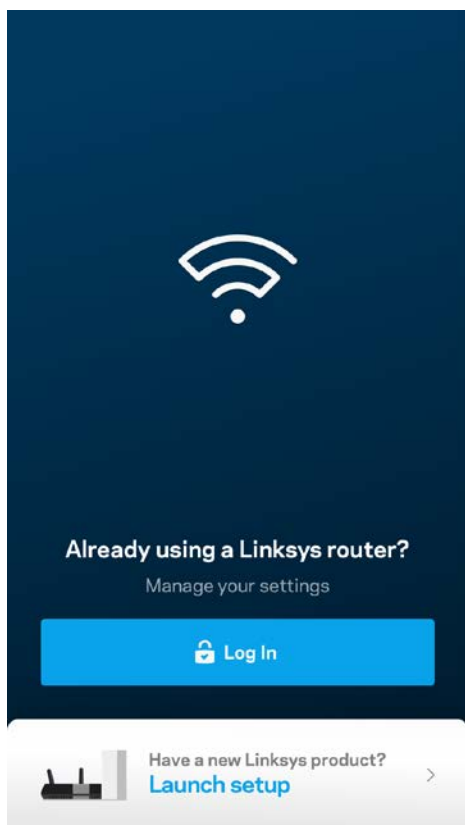 Already using a Linksys router?
Manage your settings
Log In
Have a new Linksys product?
Launch setup